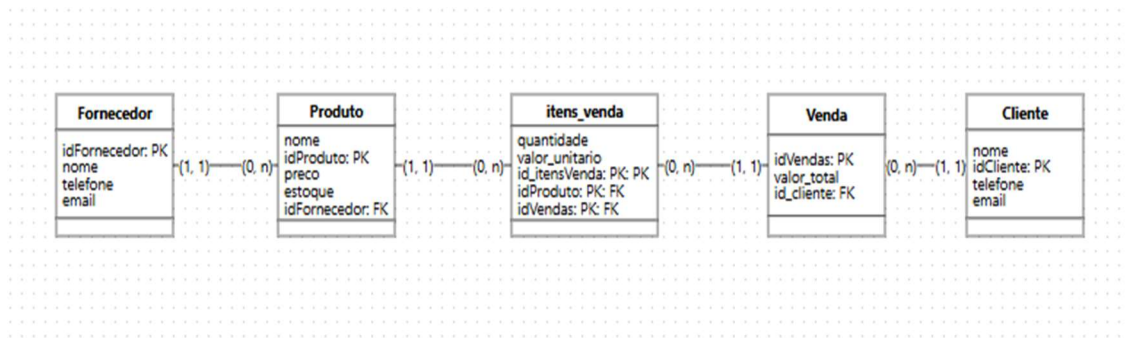 Fornecedor
idFornecedor: PK
nome
telefone
email
(1, 1)
(0, n)
Produto
nome
idProduto: PK
preco
estoque
idFornecedor: FK
(1, 1)
(0, n)
itens_venda
quantidade
valor_unitario
id_itensVenda: PK: PK
idProduto: PK: FK
idVendas: PK: FK
(0, n)
(1, 1)
Venda
idVendas: PK
valor_total
id_cliente: FK
(0, n)
(1, 1)
Cliente
nome
idCliente: PK
telefone
email